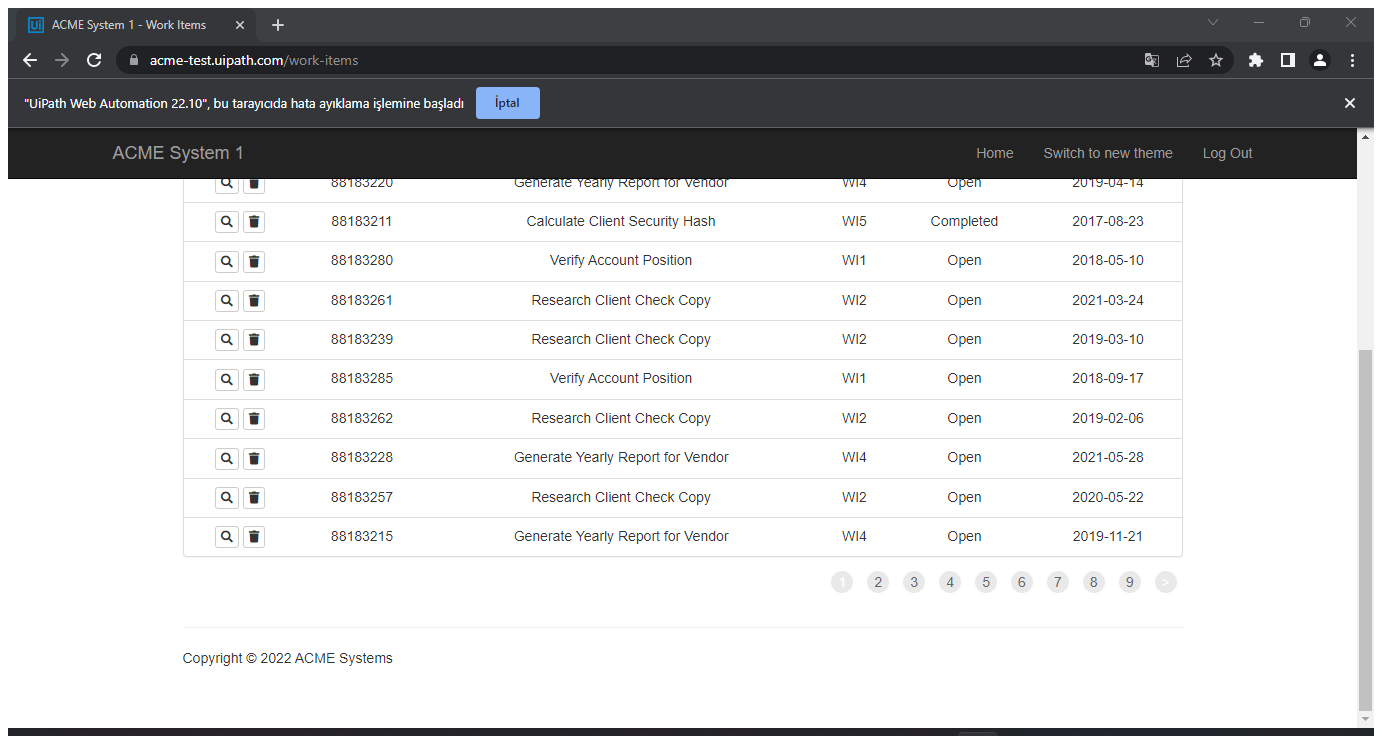 ACME System 1 - Work Items
acme-test.uipath.com/work-items
"UiPath Web Automation 22.10", bu tarayıcıda hata ayıklama işlemine başladı İptal
ACME System 1 Home Switch to new theme Log Out
88183220 Generate Yearly Report for Vendor WI4 Open 2019-04-14
88183211 Calculate Client Security Hash WI5 Completed 2017-08-23
88183280 Verify Account Position WI1 Open 2018-05-10
88183261 Research Client Check Copy WI2 Open 2021-03-24
88183239 Research Client Check Copy WI2 Open 2019-03-10
88183285 Verify Account Position WI1 Open 2018-09-17
88183262 Research Client Check Copy WI2 Open 2019-02-06
88183228 Generate Yearly Report for Vendor WI4 Open 2021-05-28
88183257 Research Client Check Copy WI2 Open 2020-05-22
88183215 Generate Yearly Report for Vendor WI4 Open 2019-11-21
1 2 3 4 5 6 7 8 9 >
Copyright © 2022 ACME Systems